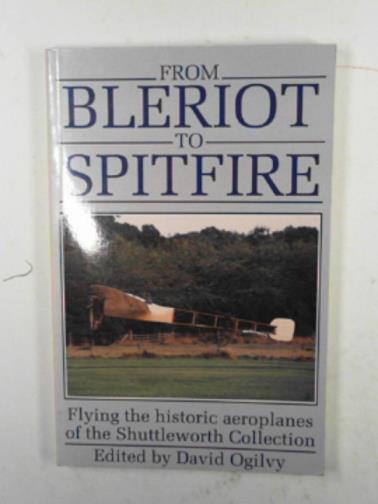 FROM
BLERIOT
TO
SPITFIRE
Flying the historic aeroplanes
of the Shuttleworth Collection
Edited by David Ogilvy